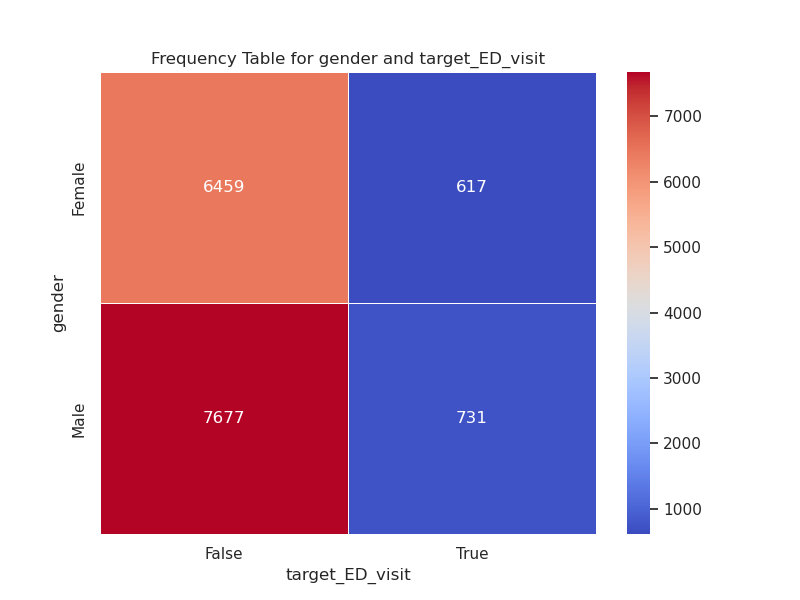 Frequency Table for gender and target_ED_visit
gender
Female
Male
6459
617
7677
731
False
True
target_ED_visit
7000
6000
5000
4000
3000
2000
1000